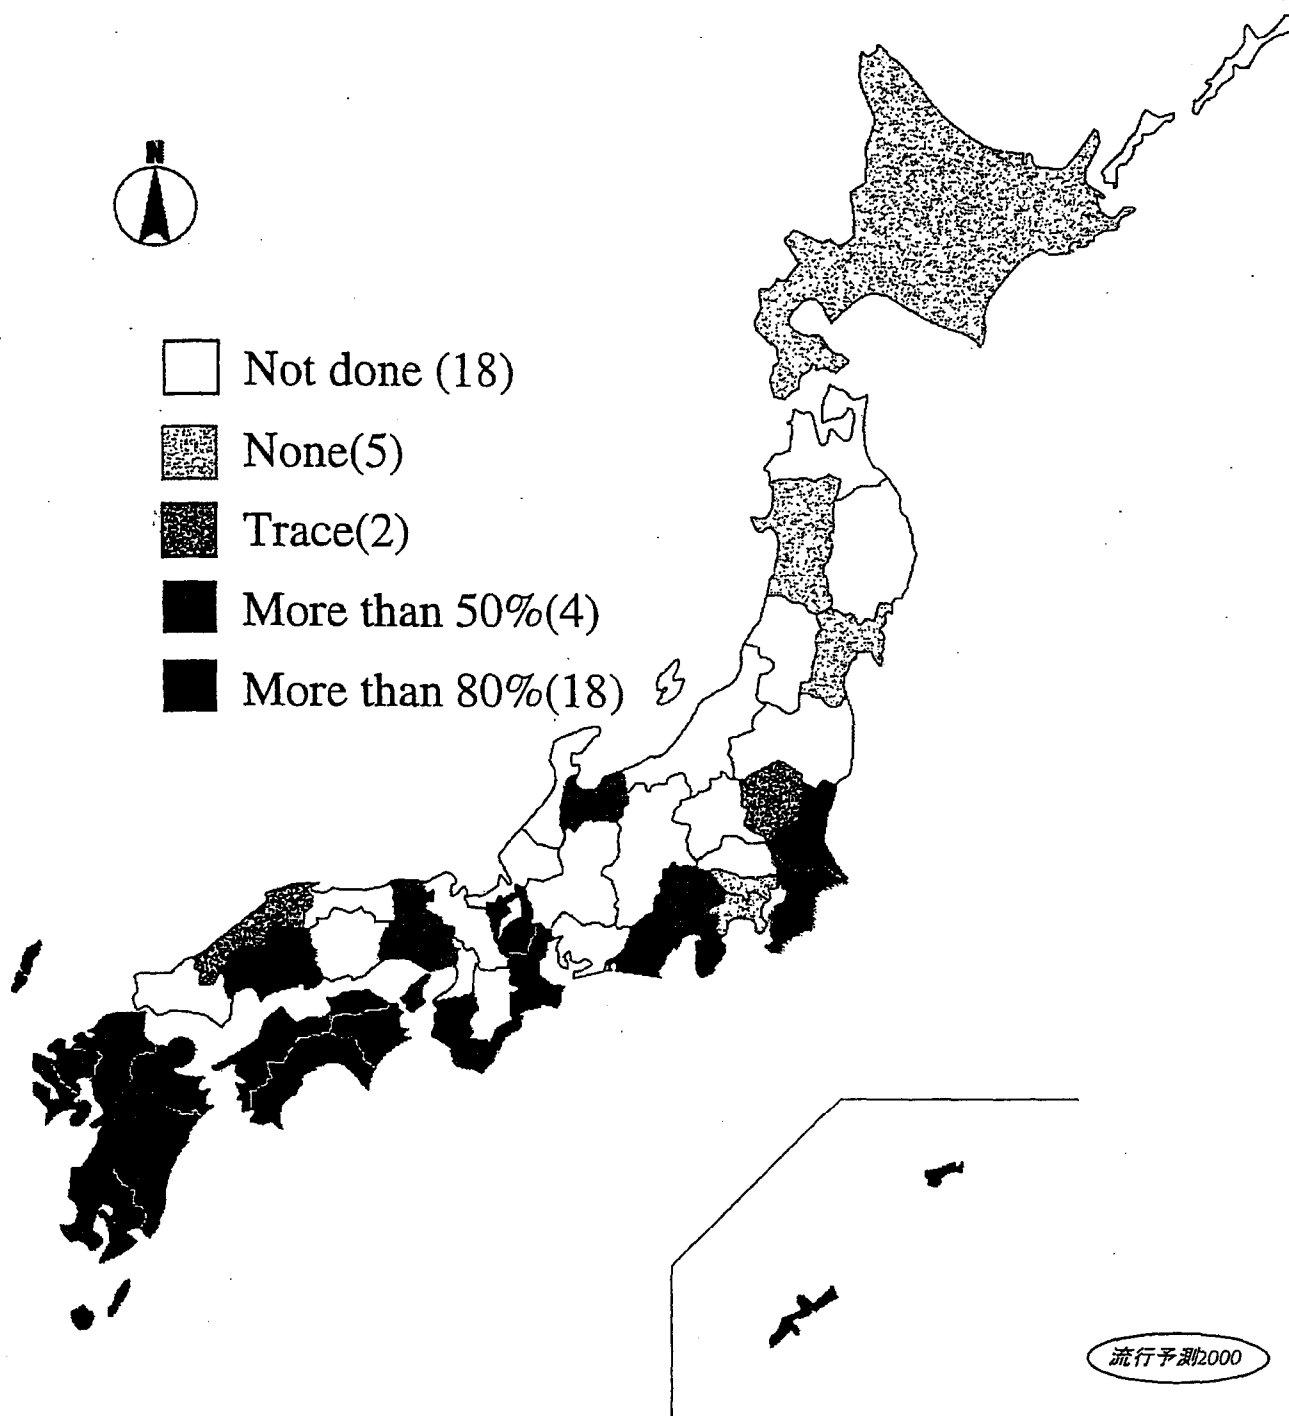 N
Not done (18)
None(5)
Trace(2)
More than 50%(4)
More than 80%(18)
流行予測2000